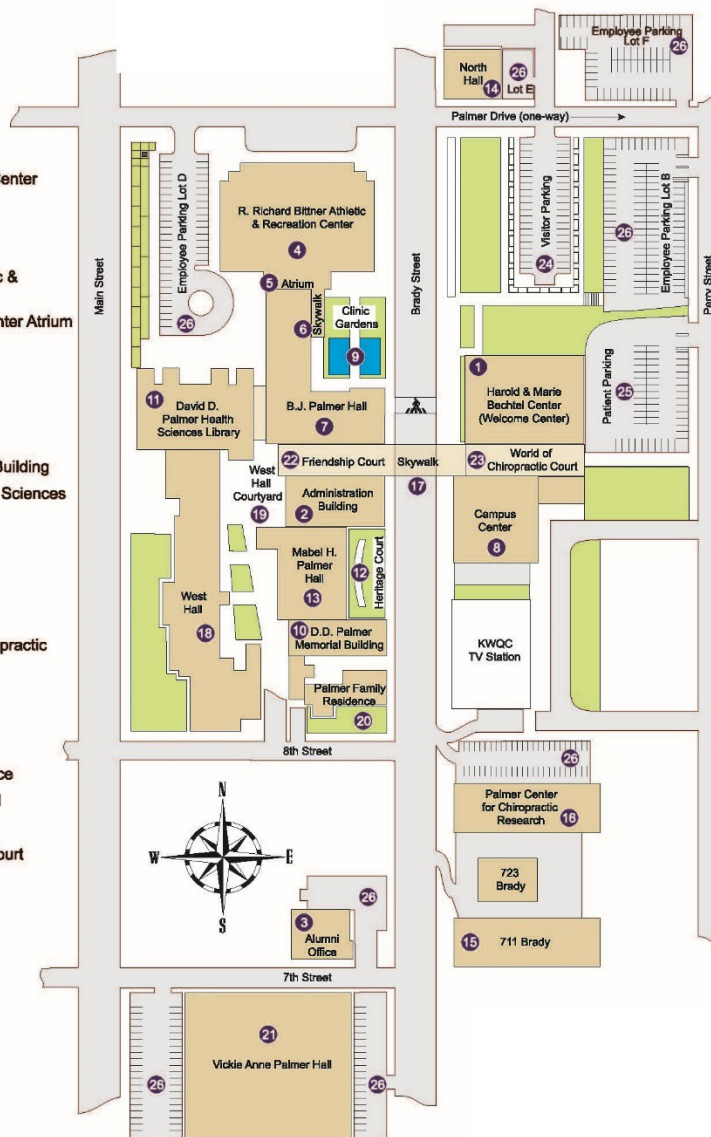 Center
c &
nter Atrium
Building
Sciences
practic
ce
Court
Employee Parking
Lot F
26
North
Hall
14
26
Lot E
Palmer Drive (one-way)
Main Street
Employee Parking Lot D
26
R. Richard Bittner Athletic
& Recreation Center
4
5 Atrium
Skywalk
6
Clinic
Gardens
9
Brady Street
Visitor Parking
24
26
Employee Parking Lot B
Perry Street
11
David D.
Palmer Health
Sciences Library
B.J. Palmer Hall
7
1
Harold & Marie
Bechtel Center
(Welcome Center)
Patient Parking
25
22 Friendship Court
Skywalk
17
23 World of
Chiropractic Court
West
Hall
Courtyard
19
Administration
Building
2
Campus
Center
8
Mabel H.
Palmer
Hall
13
12
Heritage Court
West
Hall
18
10 D.D. Palmer
Memorial Building
KWQC
TV Station
Palmer Family
Residence
20
8th Street
26
N
W
E
S
Palmer Center
for Chiropractic
Research
16
723
Brady
26
3
Alumni
Office
15 711 Brady
7th Street
21
Vickie Anne Palmer Hall
26
26